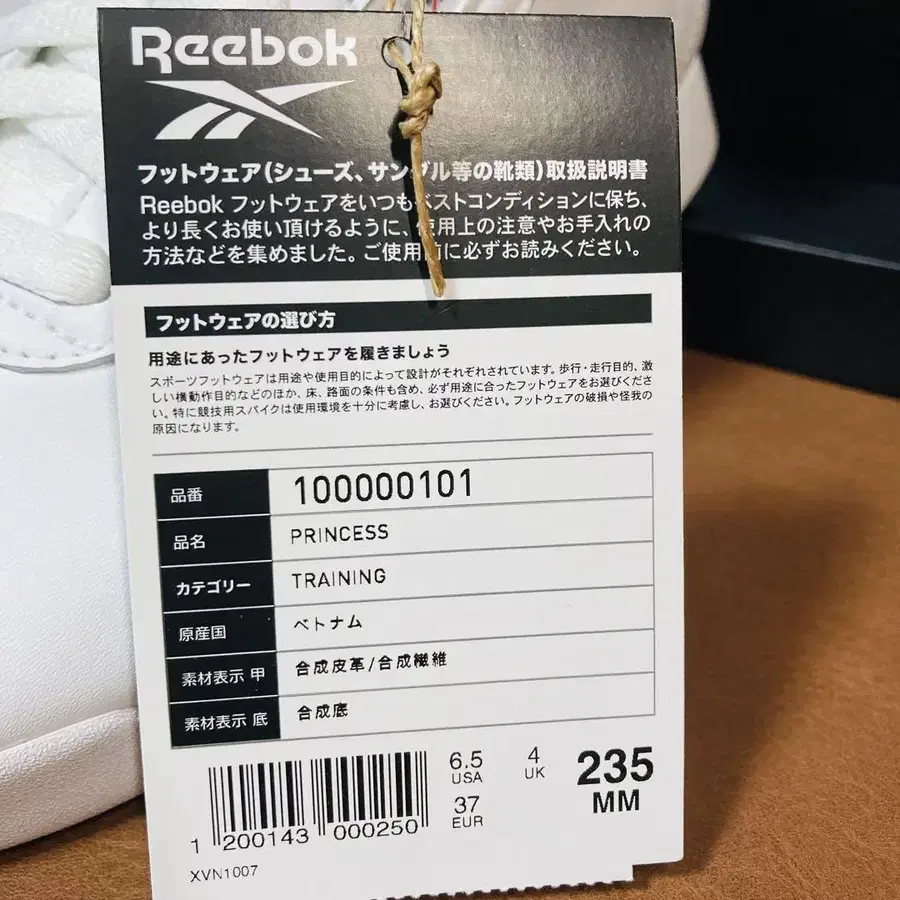 Reebok
フットウェア(シューズ、サンダル等の靴類)取扱説明書
Reebok フットウェアをいつもベストコンディションに保ち、
より長くお使い頂けるように、使用上の注意やお手入れの
方法などを集めました。ご使用前に必ずお読みください。
フットウェアの選び方
用途にあったフットウェアを履きましょう
スポーツフットウェアは用途や使用目的によって設計がそれぞれされています。歩行・走行目的、激
しい横動作目的などのほか、床、路面の条件も含め、必ず用途に合ったフットウェアをお選びくださ
い。特に競技用スパイクは使用環境を十分に考慮し、お選びください。フットウェアの破損や怪我の
原因になります。
品番 100000101
品名 PRINCESS
カテゴリー TRAINING
原産国 ベトナム
素材表示 甲 合成皮革/合成繊維
素材表示 底 合成底
6.5 4 235
USA UK MM
37
EUR
1 200143 000250
XVN1007